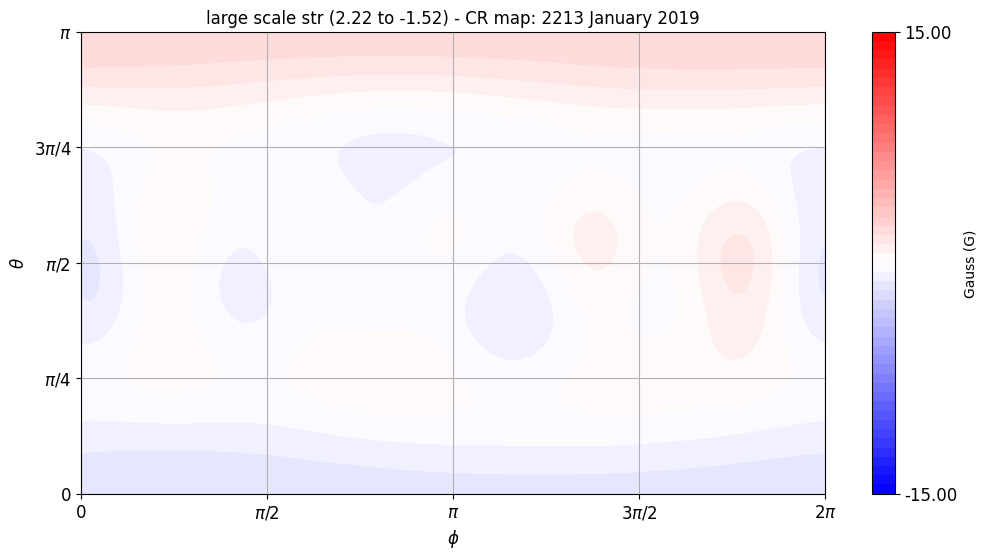 large scale str (2.22 to -1.52) - CR map: 2213 January 2019
π
3π/4
π/2
π/4
0
θ
0
π/2
π
3π/2
2π
ϕ
15.00
-15.00
Gauss (G)